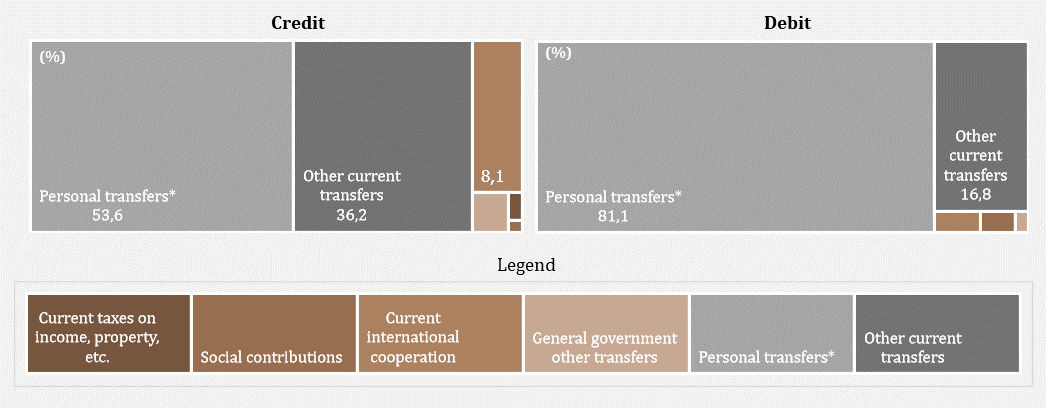 Credit
(%)
Personal transfers*
53,6
Other current
transfers
36,2
8,1
Debit
(%)
Personal transfers*
81,1
Other
current
transfers
16,8
Legend
Current taxes on
income, property,
etc.
Social contributions
Current
international
cooperation
General government
other transfers
Personal transfers*
Other current
transfers